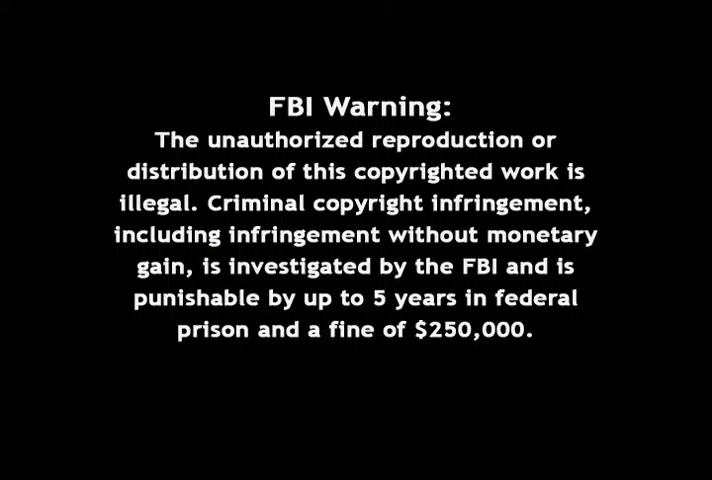 FBI Warning:
The unauthorized reproduction or
distribution of this copyrighted work is
illegal. Criminal copyright infringement,
including infringement without monetary
gain, is investigated by the FBI and is
punishable by up to 5 years in federal
prison and a fine of $250,000.